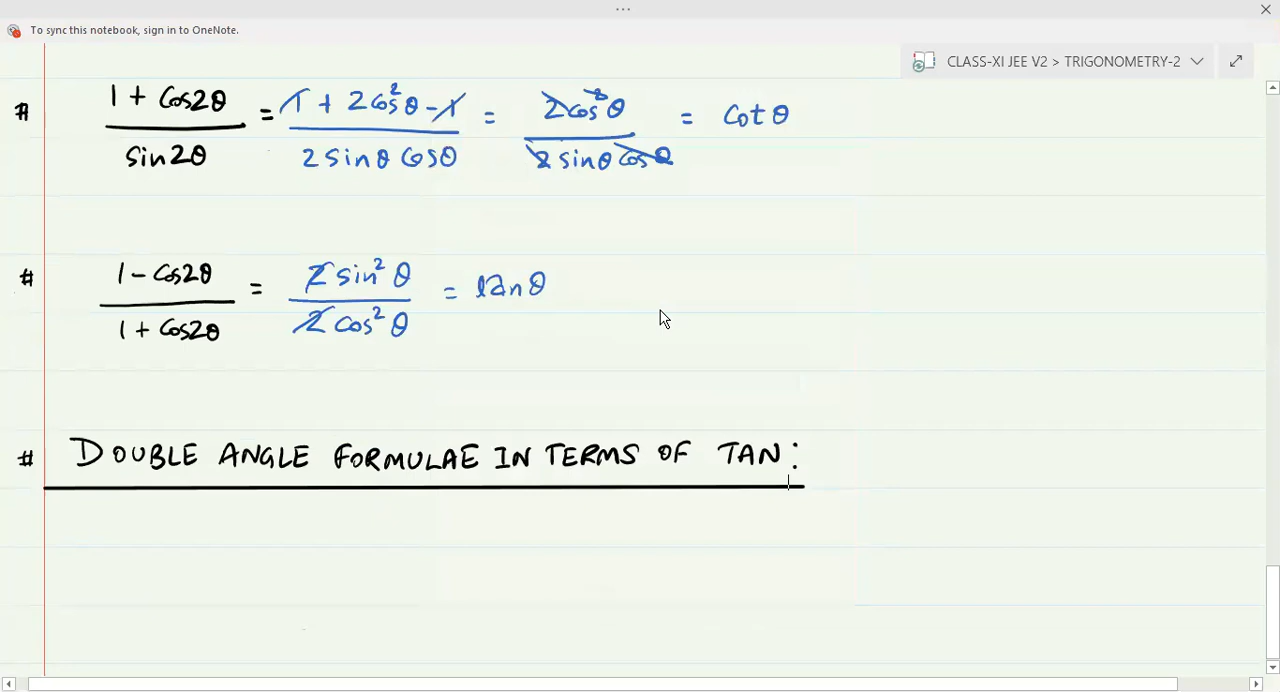 To sync this notebook, sign in to OneNote.
CLASS-XI JEE V2 > TRIGONOMETRY-2
# (1 + Cos2θ)/(sin2θ) = (1 + 2cos²θ - 1)/(2 sinθ cosθ) = (2cos²θ)/(2 sinθ cosθ) = cot θ
# (1 - Cos2θ)/(1 + Cos2θ) = (2 sin² θ)/(2 cos² θ) = tan θ
# DOUBLE ANGLE FORMULAE IN TERMS OF TAN: